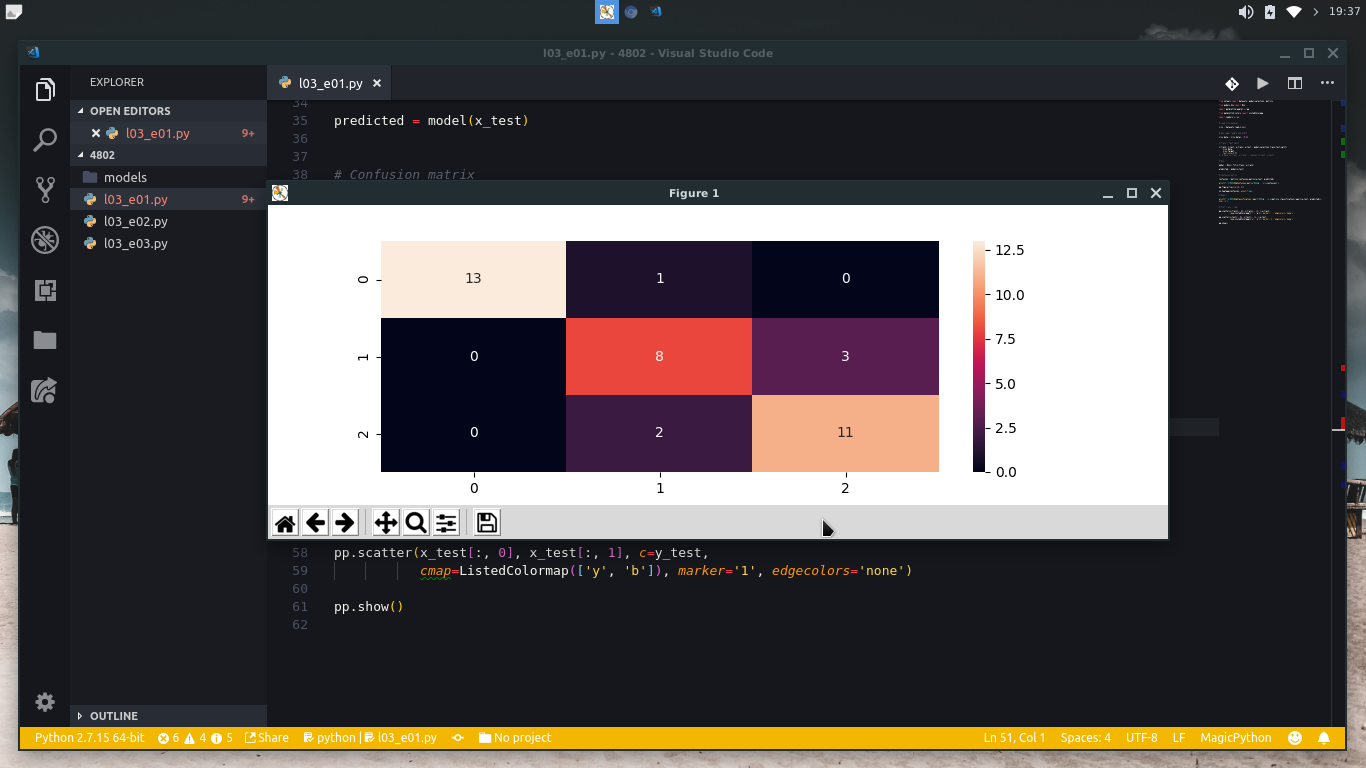 19:37
l03_e01.py - 4802 - Visual Studio Code
EXPLORER
OPEN EDITORS
l03_e01.py 9+
4802
models
l03_e01.py 9+
l03_e02.py
l03_e03.py
OUTLINE
l03_e01.py
34
35 predicted = model(x_test)
36
37
38 # Confusion matrix
Figure 1
0 13 1 0
1 0 8 3
2 0 2 11
0 1 2
12.5
10.0
7.5
5.0
2.5
0.0
58 pp.scatter(x_test[:, 0], x_test[:, 1], c=y_test,
59 cmap=ListedColormap(['y', 'b']), marker='1', edgecolors='none')
60
61 pp.show()
62
Python 2.7.15 64-bit 6 4 5 Share python | l03_e01.py No project Ln 51, Col 1 Spaces: 4 UTF-8 LF MagicPython